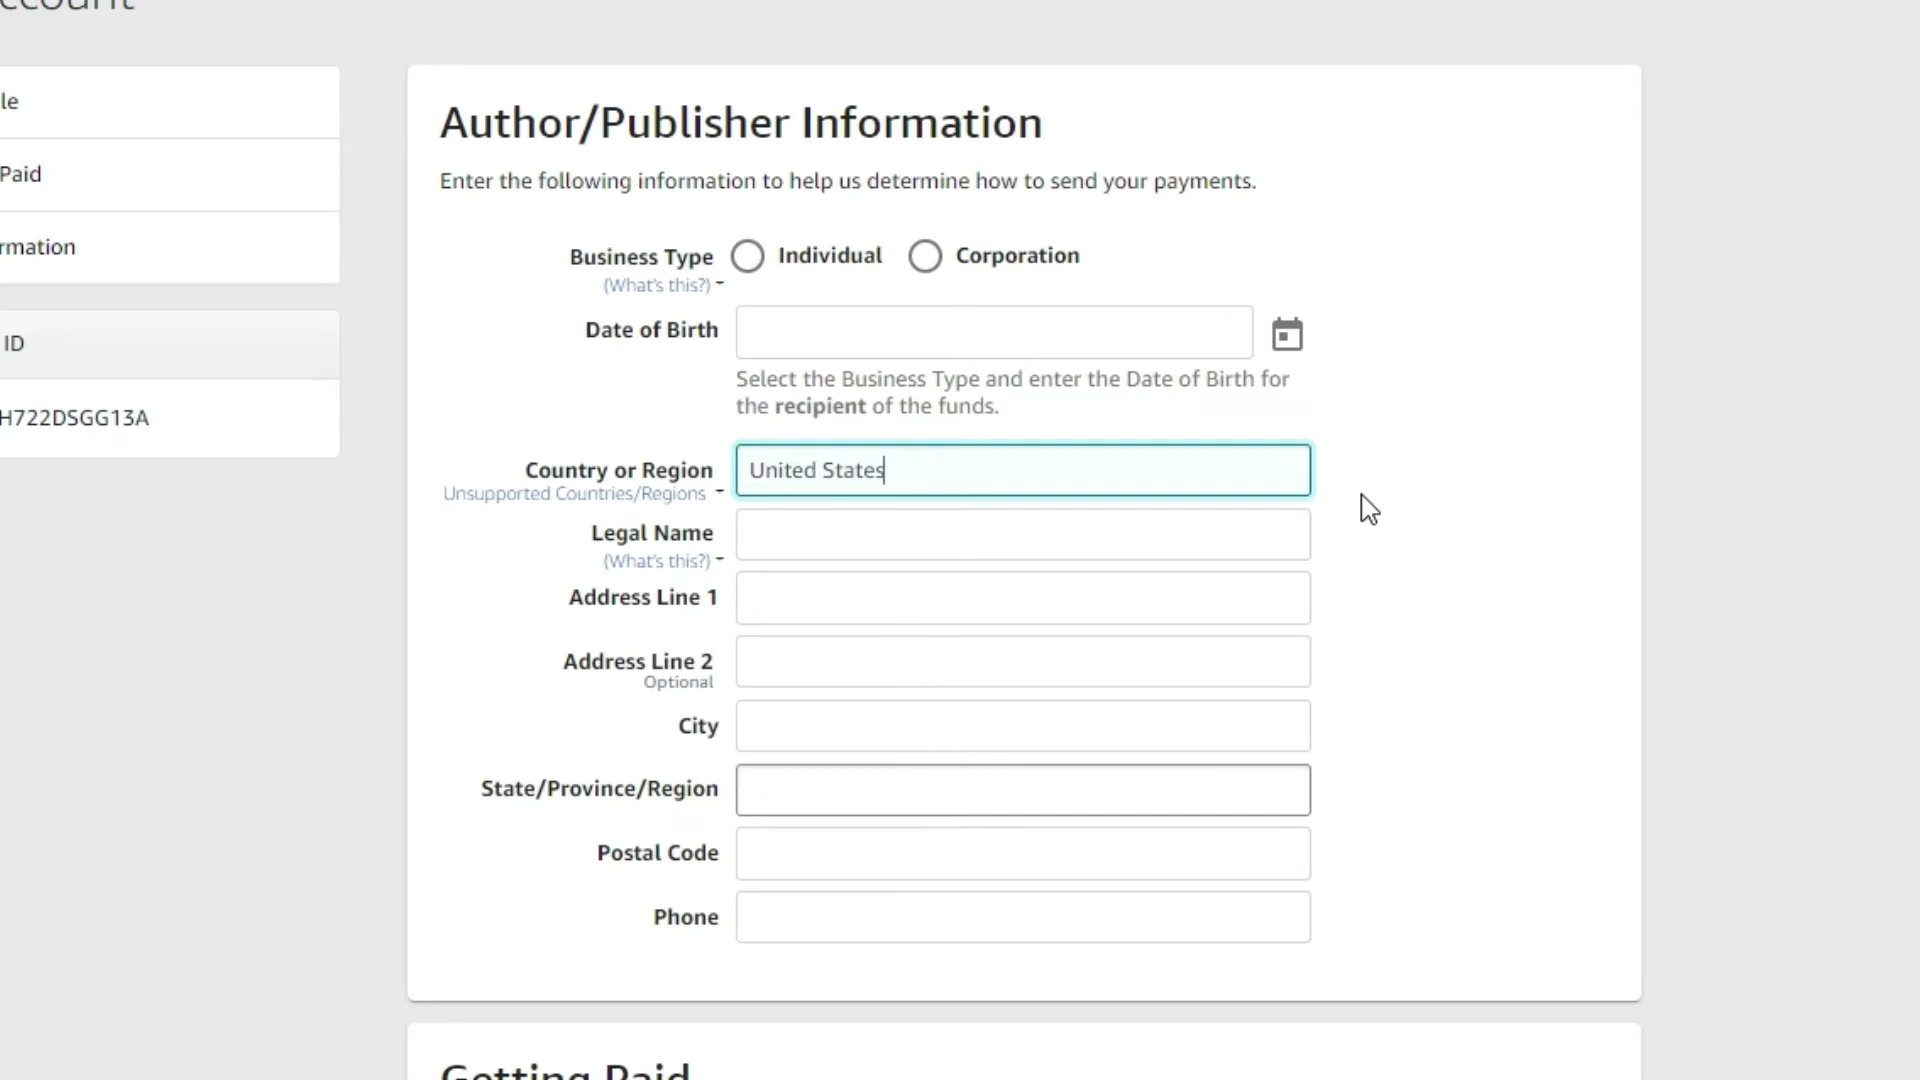 le
Paid
rmation
ID
H722DSGG13A
Author/Publisher Information
Enter the following information to help us determine how to send your payments.
Business Type Individual Corporation
(What's this?)
Date of Birth
Select the Business Type and enter the Date of Birth for
the recipient of the funds.
Country or Region United States
Unsupported Countries/Regions
Legal Name
(What's this?)
Address Line 1
Address Line 2
Optional
City
State/Province/Region
Postal Code
Phone
Getting Paid